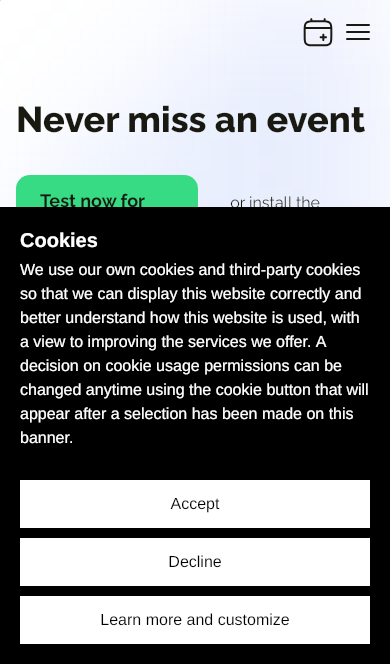 Never miss an event
Test now for
or install the
Cookies
We use our own cookies and third-party cookies
so that we can display this website correctly and
better understand how this website is used, with
a view to improving the services we offer. A
decision on cookie usage permissions can be
changed anytime using the cookie button that will
appear after a selection has been made on this
banner.
Accept
Decline
Learn more and customize